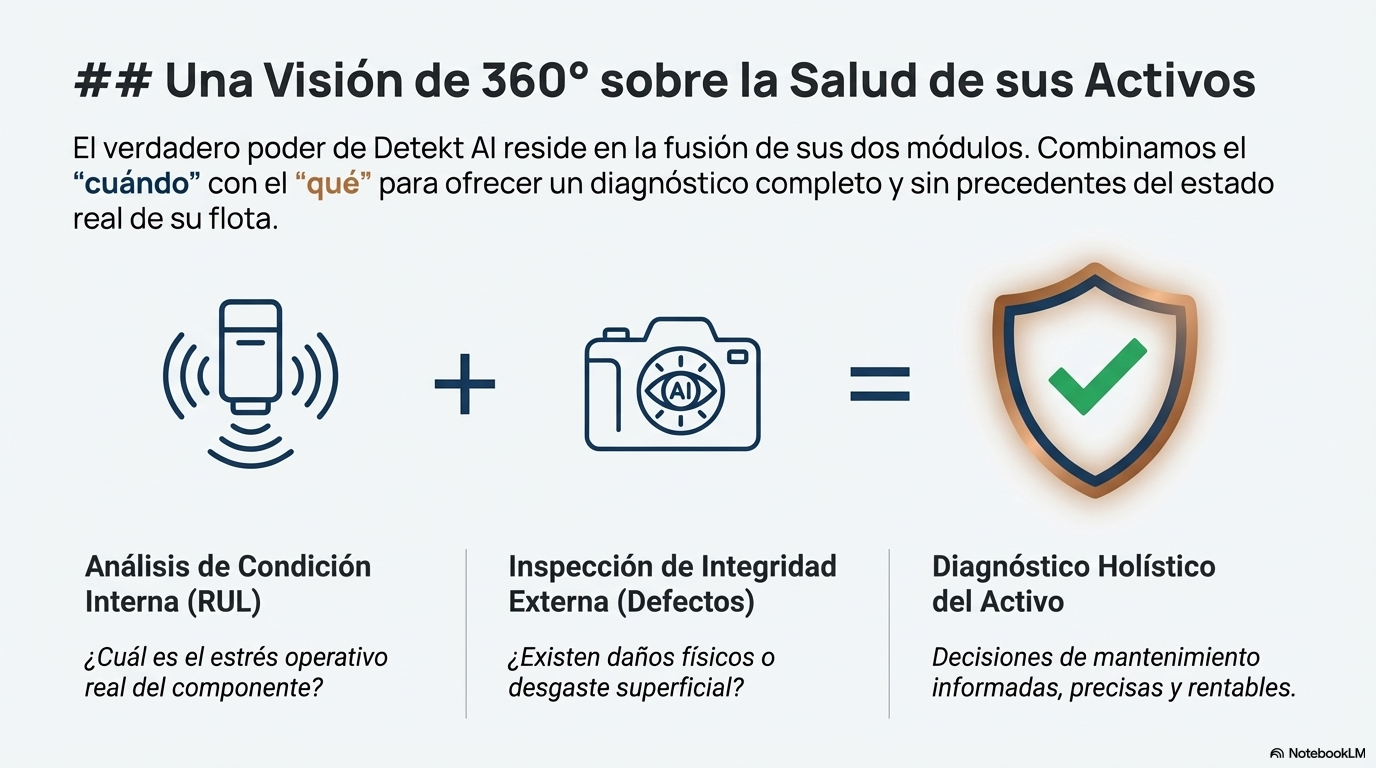 ## Una Visión de 360° sobre la Salud de sus Activos
El verdadero poder de Detekt AI reside en la fusión de sus dos módulos. Combinamos el
“cuándo” con el “qué” para ofrecer un diagnóstico completo y sin precedentes del estado
real de su flota.
AI
Análisis de Condición
Interna (RUL)
¿Cuál es el estrés operativo
real del componente?
Inspección de Integridad
Externa (Defectos)
¿Existen daños físicos o
desgaste superficial?
Diagnóstico Holístico
del Activo
Decisiones de mantenimiento
informadas, precisas y rentables.
NotebookLM